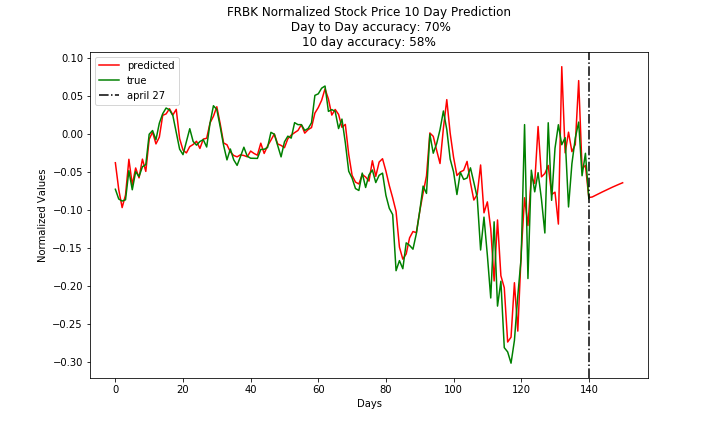 FRBK Normalized Stock Price 10 Day Prediction
Day to Day accuracy: 70%
10 day accuracy: 58%
predicted
true
april 27
0.10
0.05
0.00
−0.05
−0.10
−0.15
−0.20
−0.25
−0.30
Normalized Values
0 20 40 60 80 100 120 140
Days